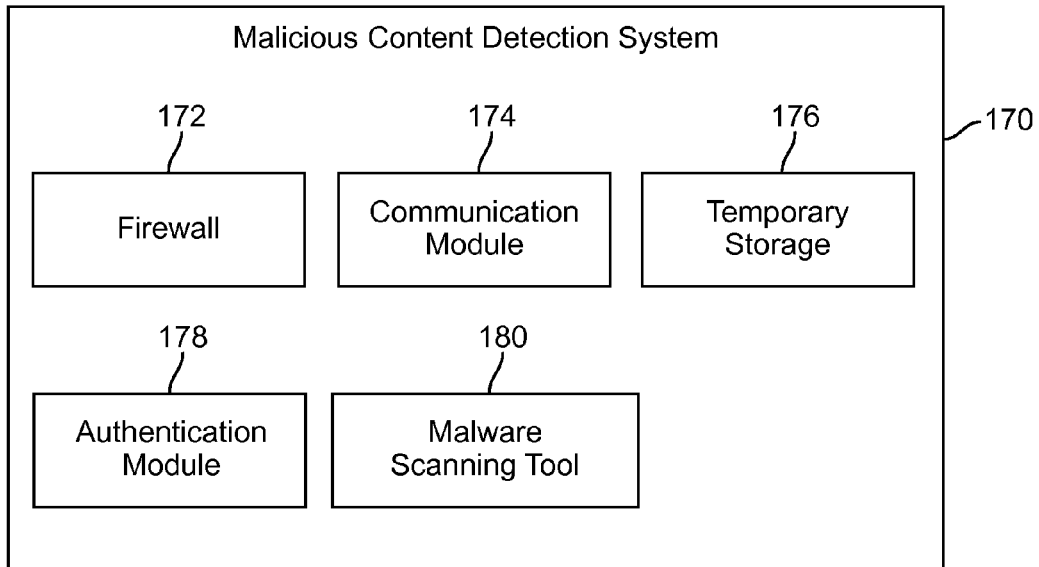 Malicious Content Detection System
172
174
176
170
Firewall
Communication
Module
Temporary
Storage
178
180
Authentication
Module
Malware
Scanning Tool